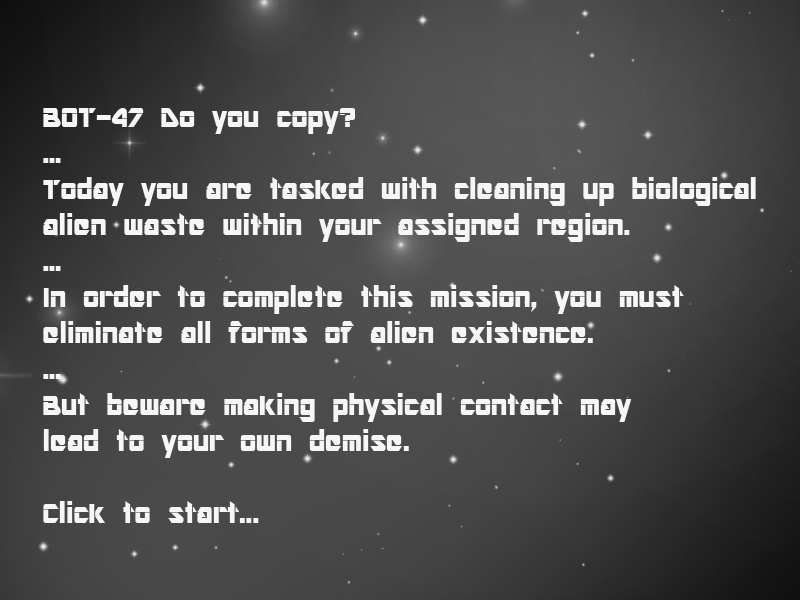 BOT-47 Do you copy?
...
Today you are tasked with cleaning up biological
alien waste within your assigned region.
...
In order to complete this mission, you must
eliminate all forms of alien existence.
...
But beware making physical contact may
lead to your own demise.
Click to start...